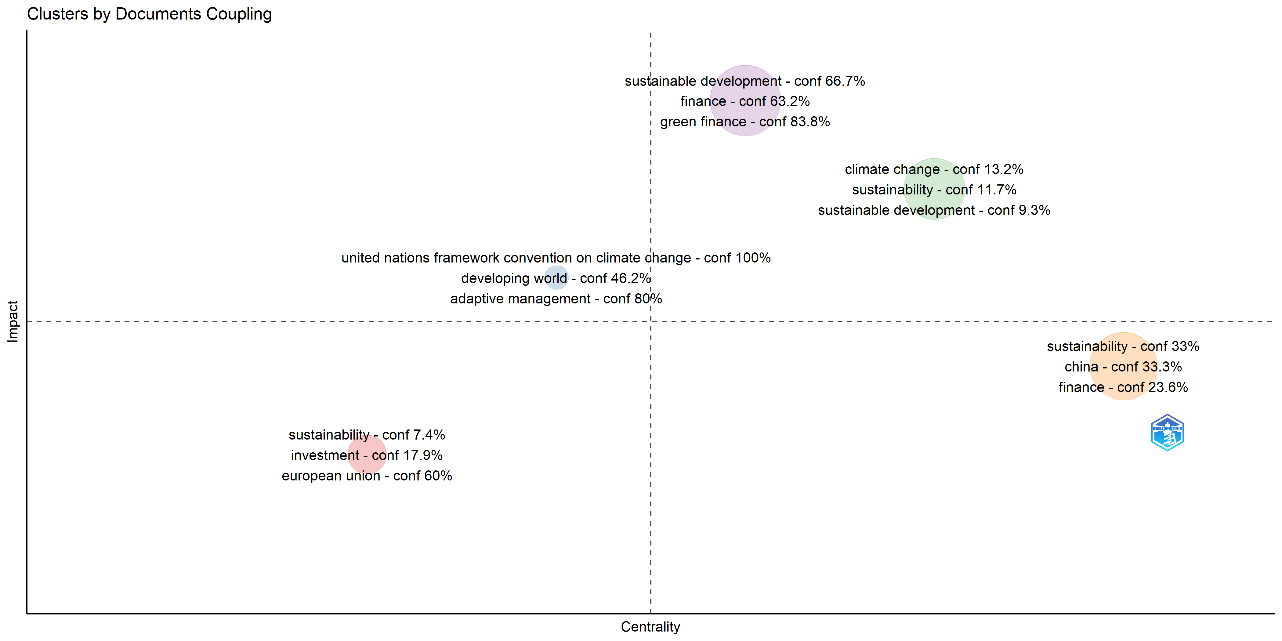 Clusters by Documents Coupling
sustainable development - conf 66.7%
finance - conf 63.2%
green finance - conf 83.8%
climate change - conf 13.2%
sustainability - conf 11.7%
sustainable development - conf 9.3%
united nations framework convention on climate change - conf 100%
developing world - conf 46.2%
adaptive management - conf 80%
Impact
sustainability - conf 33%
china - conf 33.3%
finance - conf 23.6%
sustainability - conf 7.4%
investment - conf 17.9%
european union - conf 60%
Centrality